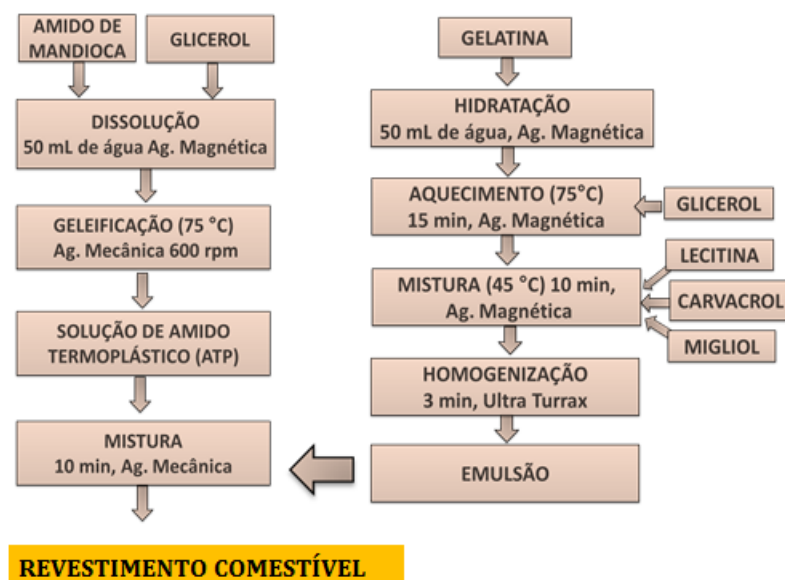 AMIDO DE
MANDIOCA
GLICEROL
DISSOLUÇÃO
50 mL de água Ag. Magnética
GELEIFICAÇÃO (75 °C)
Ag. Mecânica 600 rpm
SOLUÇÃO DE AMIDO
TERMOPLÁSTICO (ATP)
MISTURA
10 min, Ag. Mecânica
GELATINA
HIDRATAÇÃO
50 mL de água, Ag. Magnética
AQUECIMENTO (75°C)
15 min, Ag. Magnética
GLICEROL
MISTURA (45 °C) 10 min,
Ag. Magnética
LECITINA
CARVACROL
MIGLIOL
HOMOGENIZAÇÃO
3 min, Ultra Turrax
EMULSÃO
REVESTIMENTO COMESTÍVEL